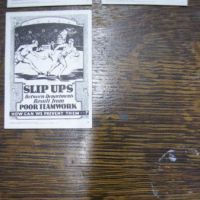 "SLIP UPS"
Between Departments
Result from
POOR TEAMWORK
HOW CAN WE PREVENT THEM ?